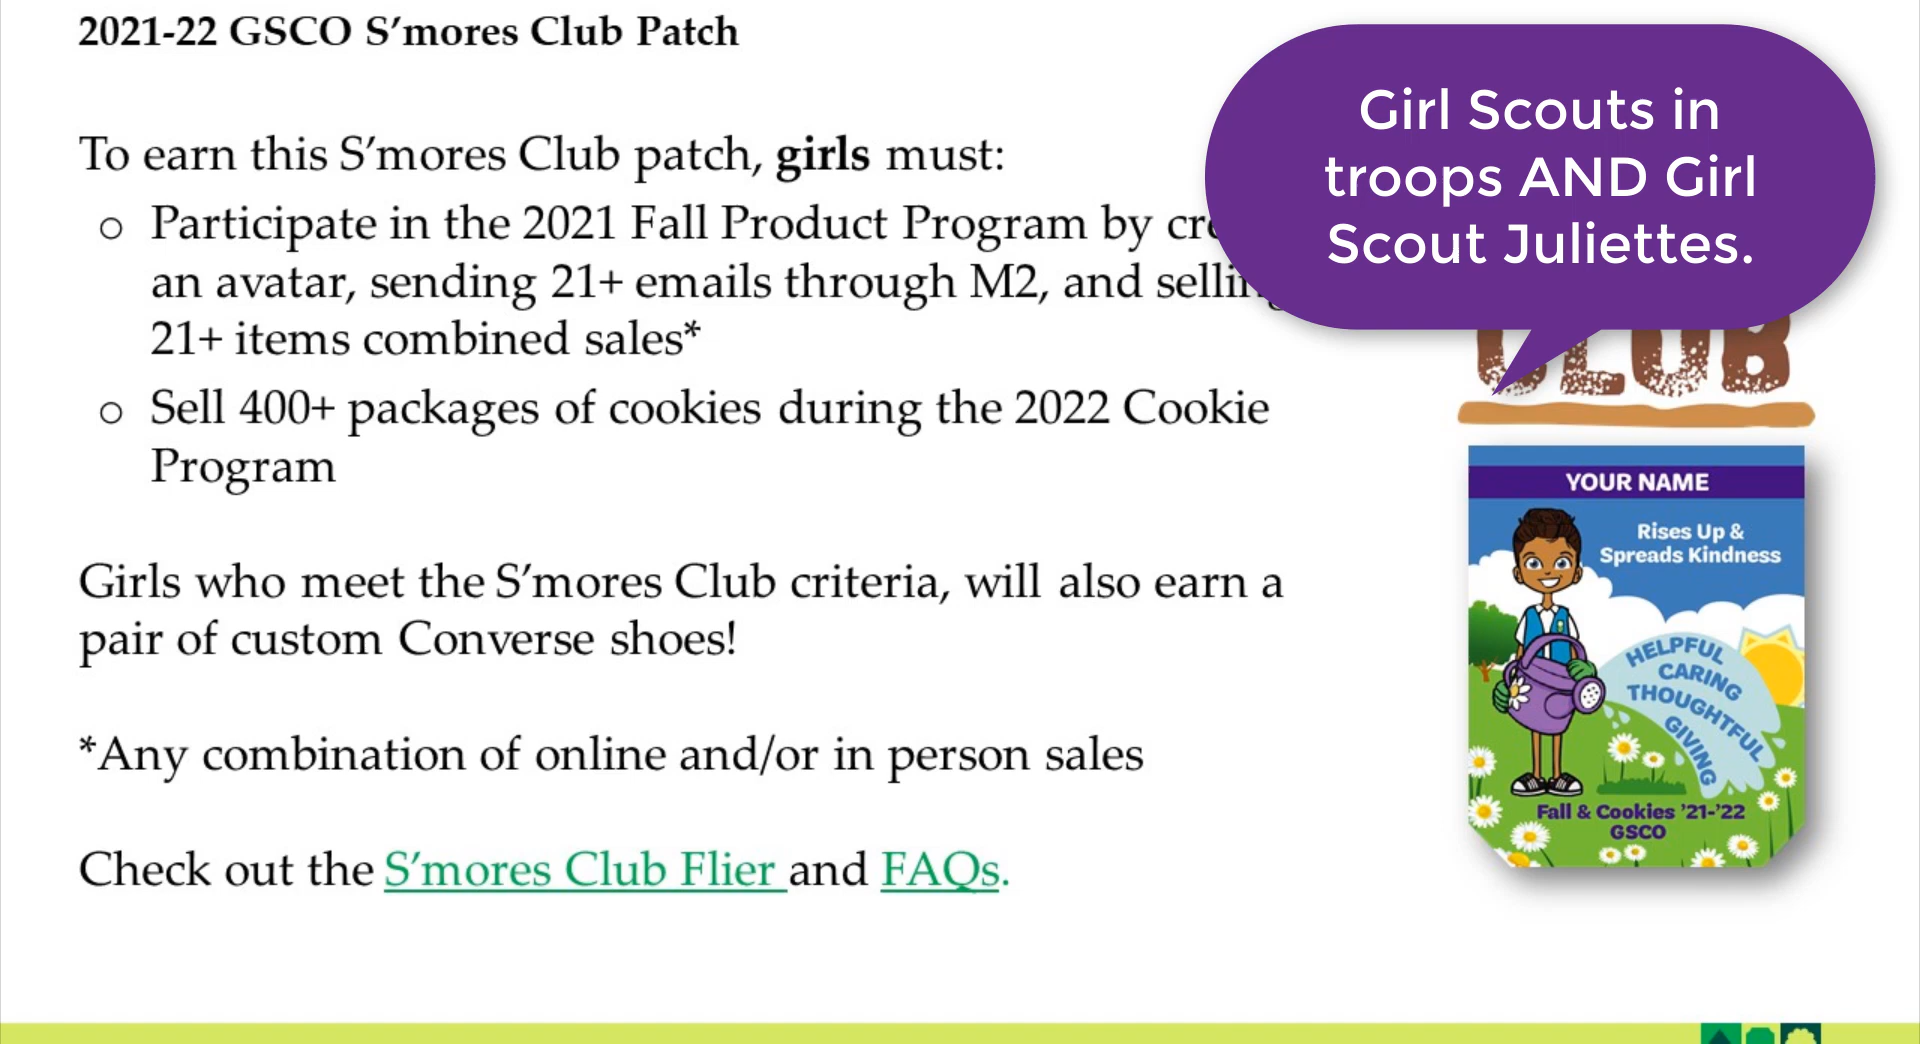 2021-22 GSCO S’mores Club Patch
To earn this S’mores Club patch, girls must:
o Participate in the 2021 Fall Product Program by
an avatar, sending 21+ emails through M2, and
21+ items combined sales*
o Sell 400+ packages of cookies during the 2022 Cookie
Program
Girls who meet the S’mores Club criteria, will also earn a
pair of custom Converse shoes!
*Any combination of online and/or in person sales
Check out the S’mores Club Flier and FAQs.
Girl Scouts in
troops AND Girl
Scout Juliettes.
CLUB
YOUR NAME
Rises Up &
Spreads Kindness
HELPFUL
CARING
THOUGHTFUL
GIVING
Fall & Cookies ’21-’22
GSCO